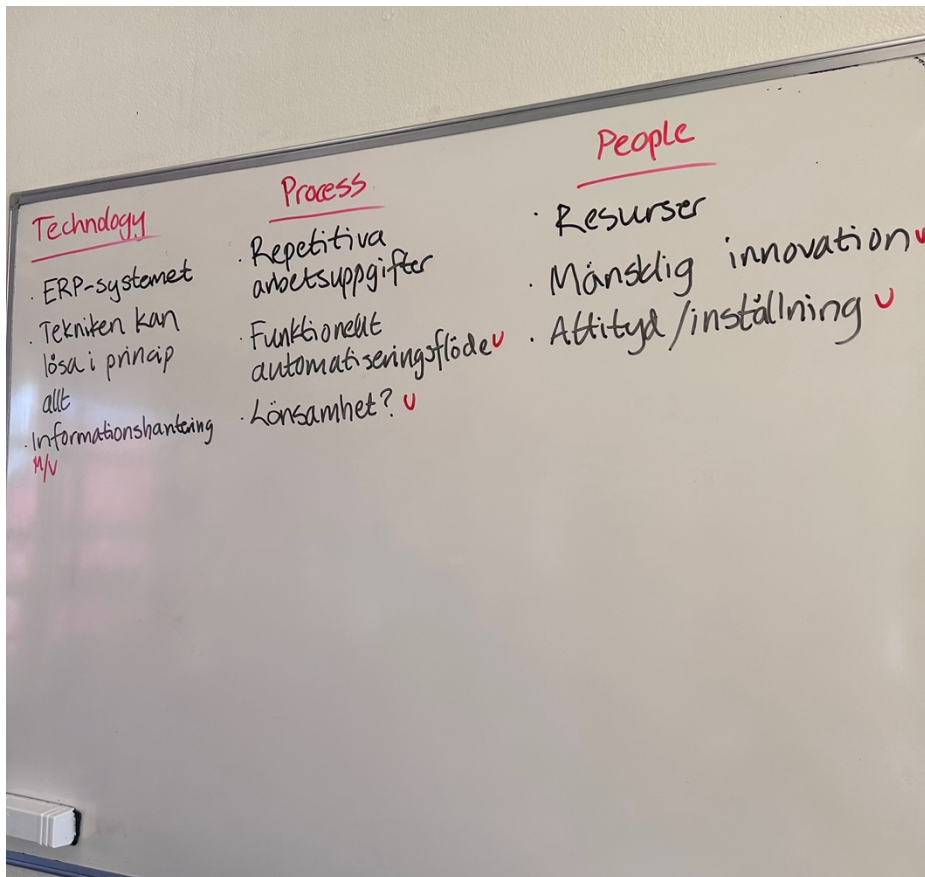 Technology
· ERP-systemet
· Tekniken kan
lösa i princip
allt
· Informationshantering
M/V
Process
· Repetitiva
arbetsuppgifter
· Funktionellt
automatiseringsflöde U
· Lönsamhet? U
People
· Resurser
· Mänsklig innovation U
· Attityd/inställning U